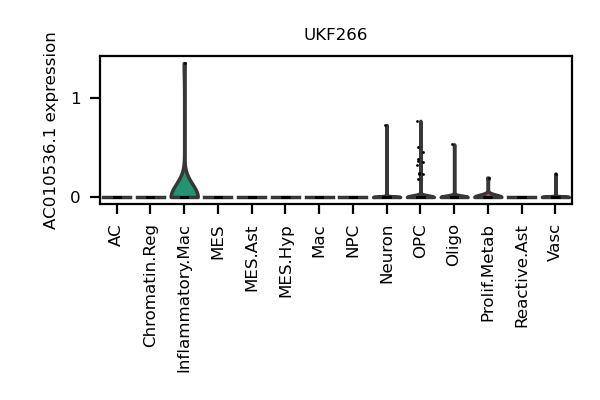 UKF266
AC010536.1 expression
1
0
AC
Chromatin.Reg
Inflammatory.Mac
MES
MES.Ast
MES.Hyp
Mac
NPC
Neuron
OPC
Oligo
Prolif.Metab
Reactive.Ast
Vasc